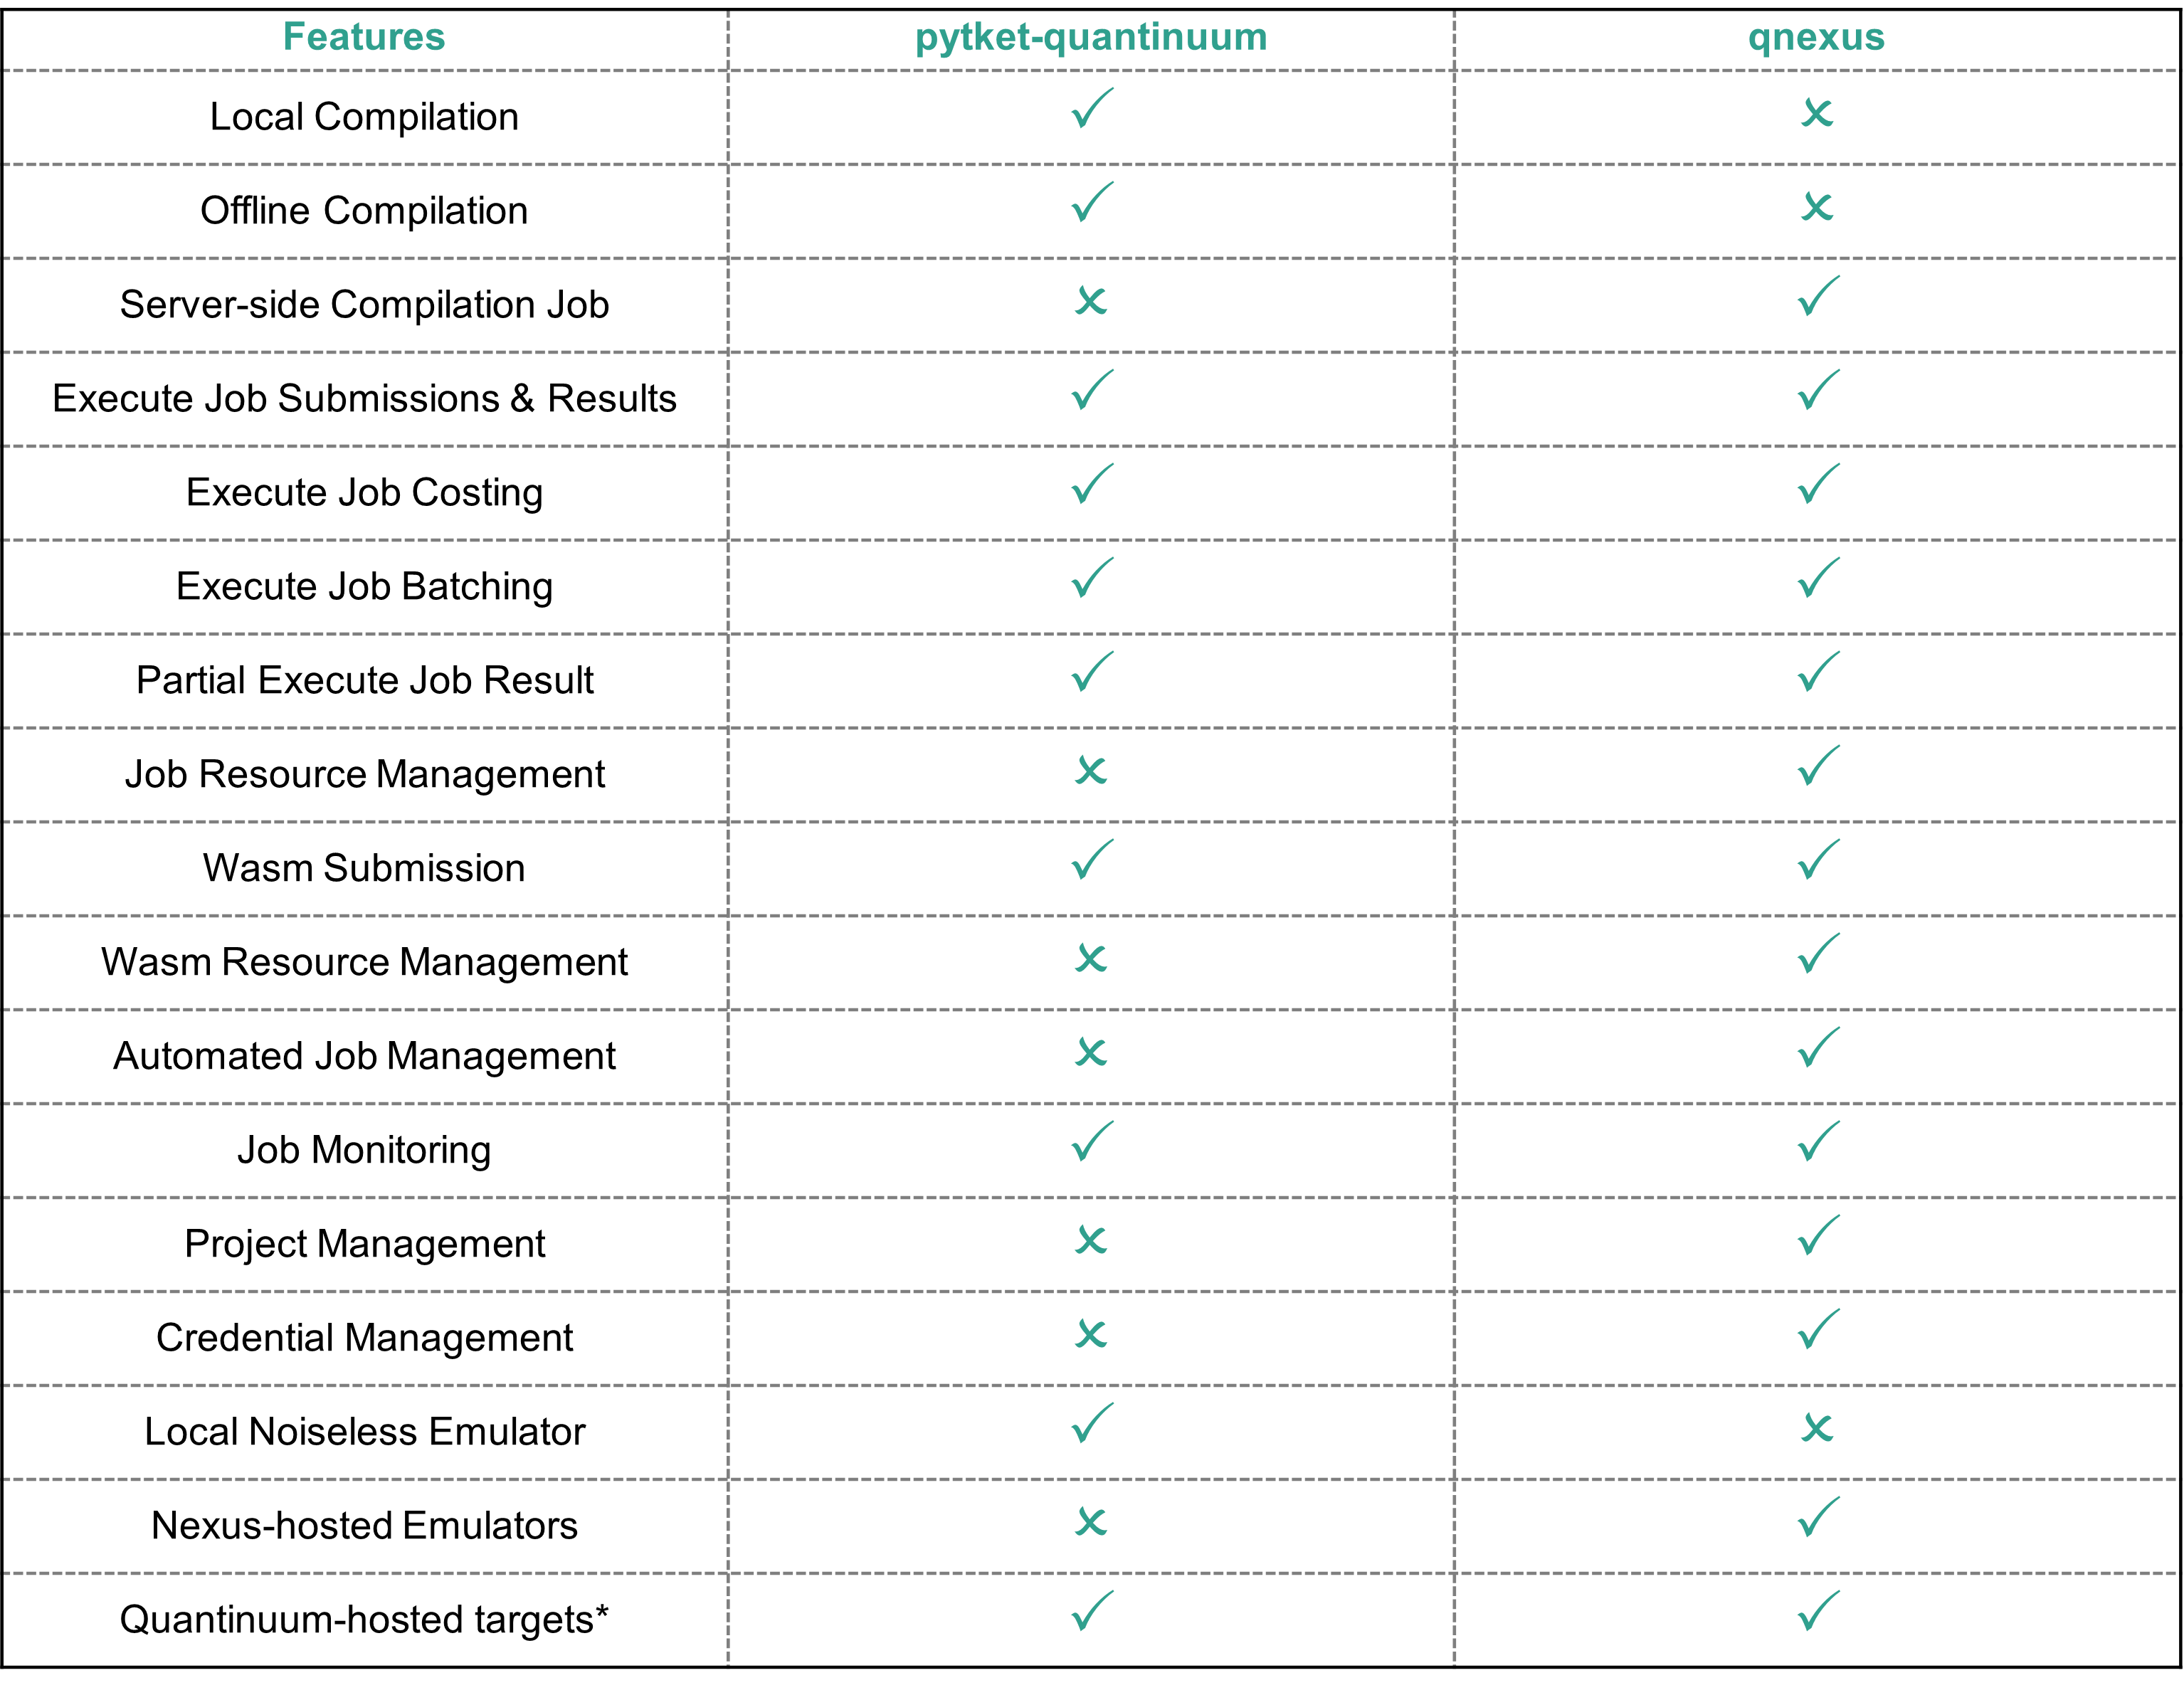 Features pytket-quantinuum qnexus
Local Compilation ✓ ✗
Offline Compilation ✓ ✗
Server-side Compilation Job ✗ ✓
Execute Job Submissions & Results ✓ ✓
Execute Job Costing ✓ ✓
Execute Job Batching ✓ ✓
Partial Execute Job Result ✓ ✓
Job Resource Management ✗ ✓
Wasm Submission ✓ ✓
Wasm Resource Management ✗ ✓
Automated Job Management ✗ ✓
Job Monitoring ✓ ✓
Project Management ✗ ✓
Credential Management ✗ ✓
Local Noiseless Emulator ✓ ✗
Nexus-hosted Emulators ✗ ✓
Quantinuum-hosted targets* ✓ ✓